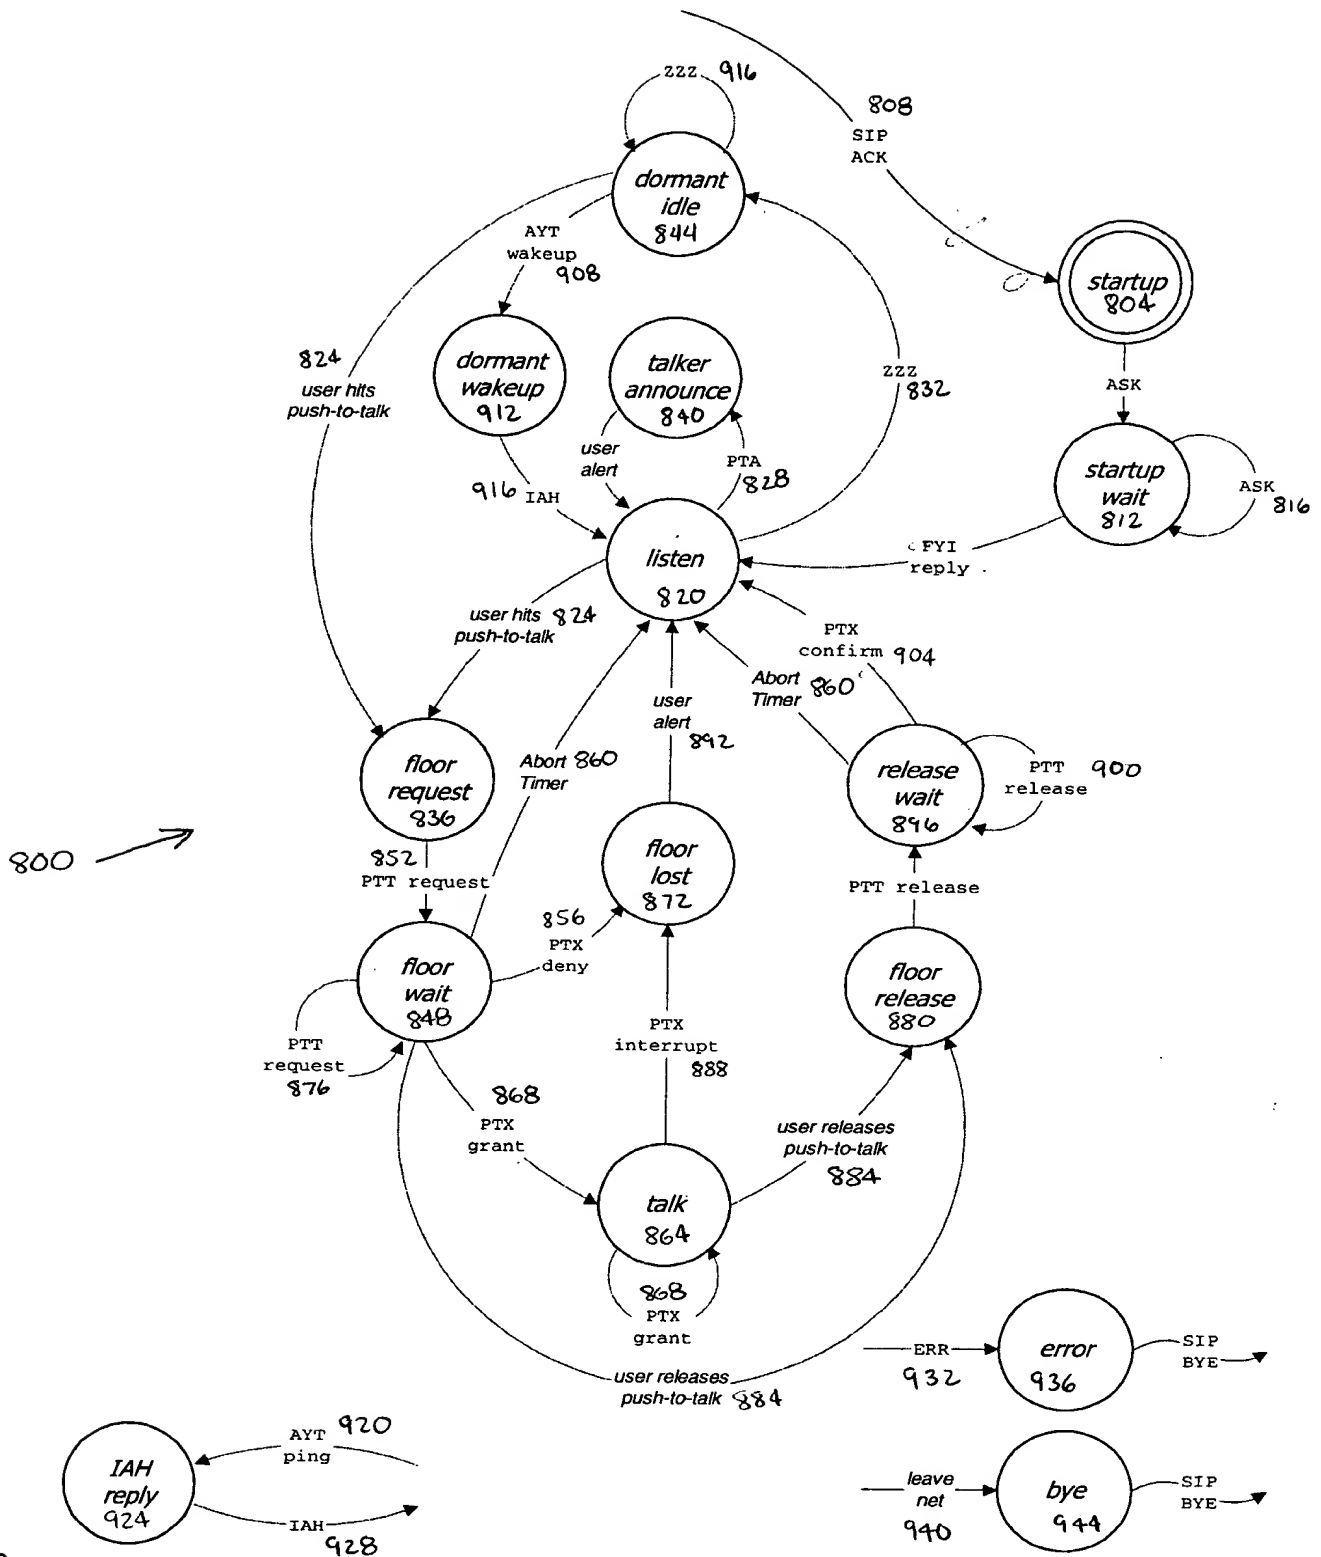 ZZZ 916
808
SIP
ACK
dormant
idle
844
AYT
wakeup
908
startup
804
824
user hits
push-to-talk
dormant
wakeup
912
talker
announce
840
ZZZ
832
ASK
user
alert
PTA
828
916 IAH
startup
wait
812
ASK
816
listen
820
FYI
reply
user hits 824
push-to-talk
PTX
confirm 904
Abort 860
Timer
user
alert
892
floor
request
836
Abort 860
Timer
release
wait
896
PTT 900
release
800
852
PTT request
floor
lost
872
PTT release
856
PTX
deny
floor
wait
848
floor
release
880
PTT
request
876
PTX
interrupt
888
868
PTX
grant
user releases
push-to-talk
884
talk
864
868
PTX
grant
user releases
push-to-talk 884
ERR
932
error
936
SIP
BYE
AYT 920
ping
IAH
reply
924
IAH
928
leave
net
940
bye
944
SIP
BYE